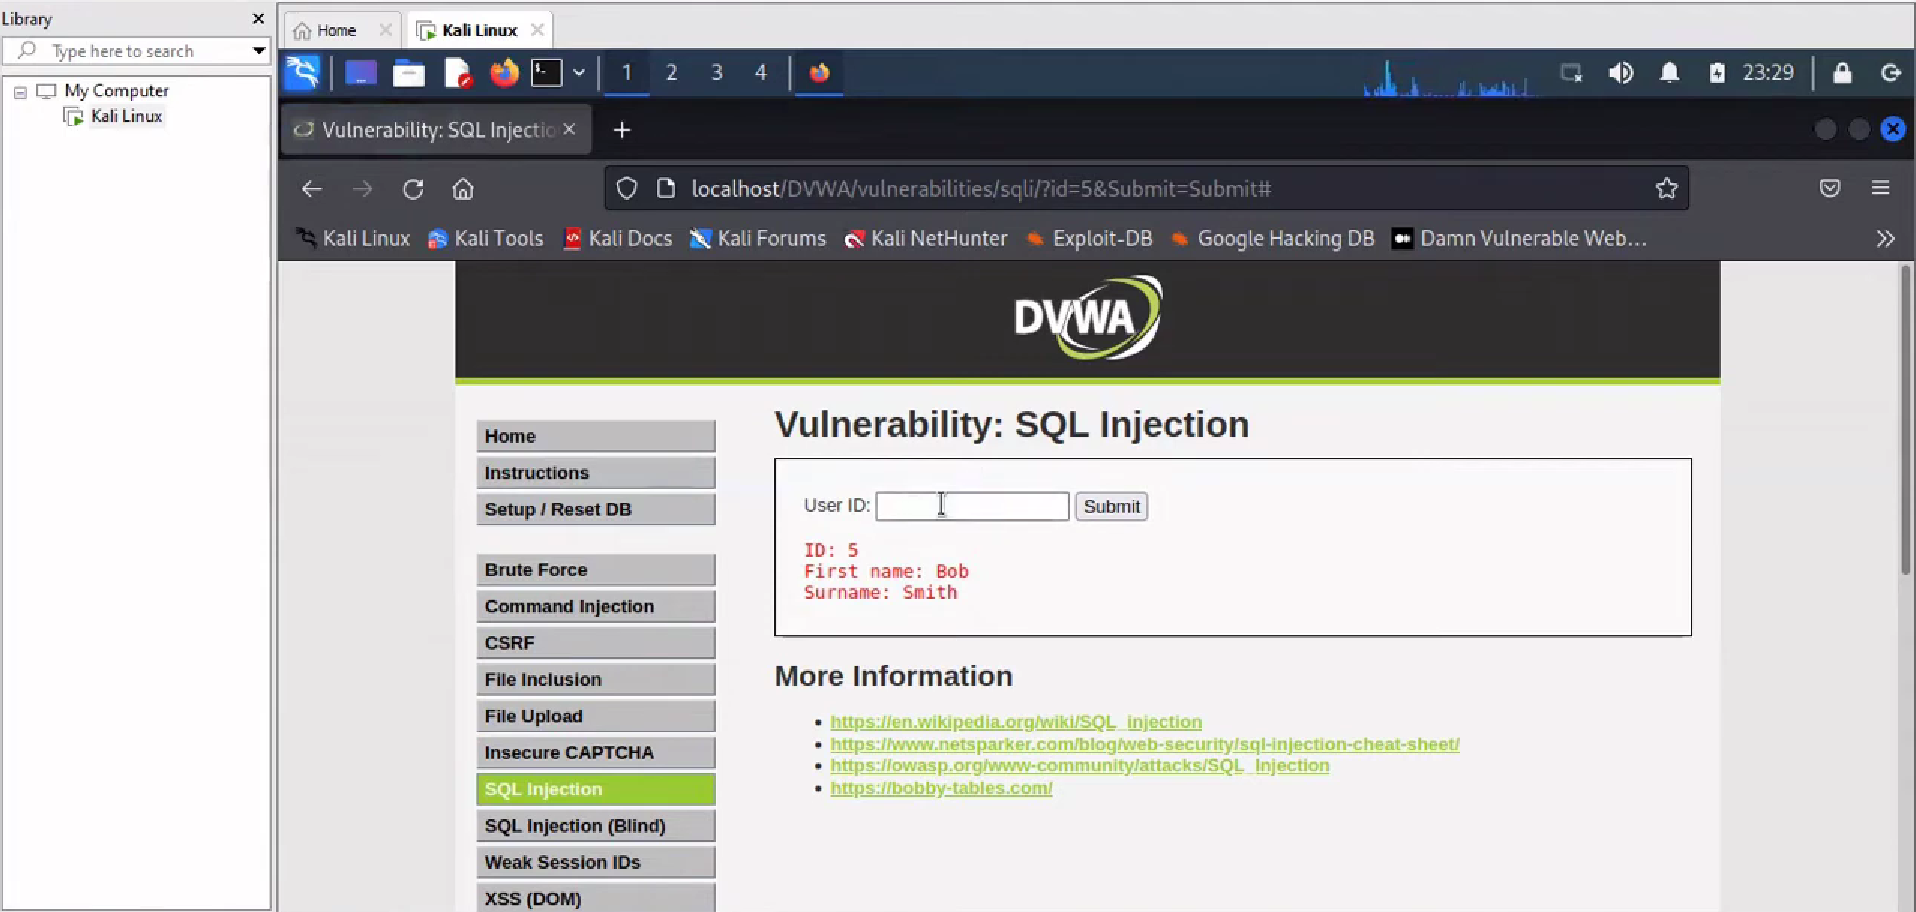 Library
Home
Kali Linux
Type here to search
1 2 3 4
23:29
My Computer
Kali Linux
Vulnerability: SQL Injectio
localhost/DVWA/vulnerabilities/sqli/?id=5&Submit=Submit#
Kali Linux Kali Tools Kali Docs Kali Forums Kali NetHunter Exploit-DB Google Hacking DB Damn Vulnerable Web...
DVWA
Vulnerability: SQL Injection
Home
Instructions
Setup / Reset DB
Brute Force
Command Injection
CSRF
File Inclusion
File Upload
Insecure CAPTCHA
SQL Injection
SQL Injection (Blind)
Weak Session IDs
XSS (DOM)
User ID: Submit
ID: 5
First name: Bob
Surname: Smith
More Information
https://en.wikipedia.org/wiki/SQL_injection
https://www.netsparker.com/blog/web-security/sql-injection-cheat-sheet/
https://owasp.org/www-community/attacks/SQL_Injection
https://bobby-tables.com/